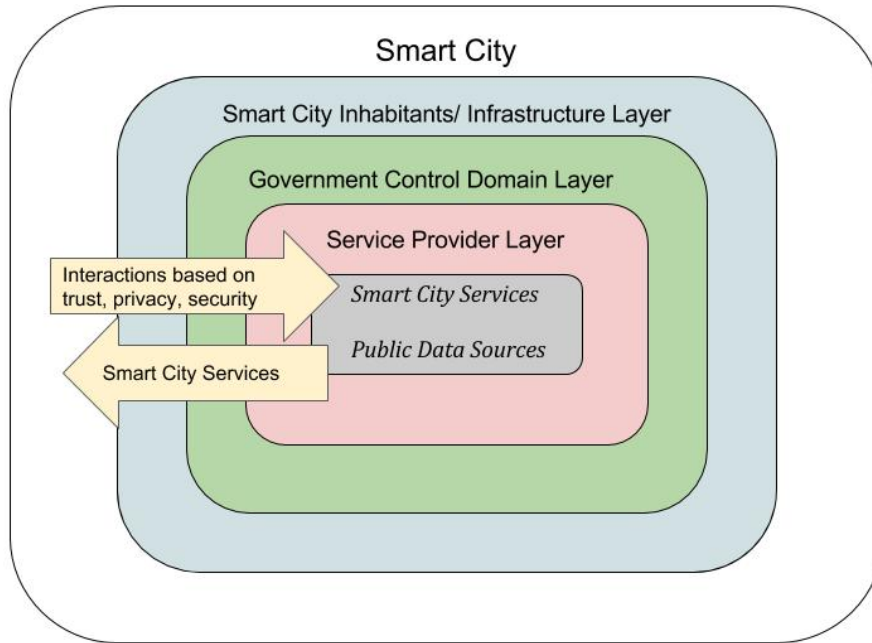 Smart City
Smart City Inhabitants/ Infrastructure Layer
Government Control Domain Layer
Service Provider Layer
Interactions based on
trust, privacy, security
Smart City Services
Public Data Sources
Smart City Services